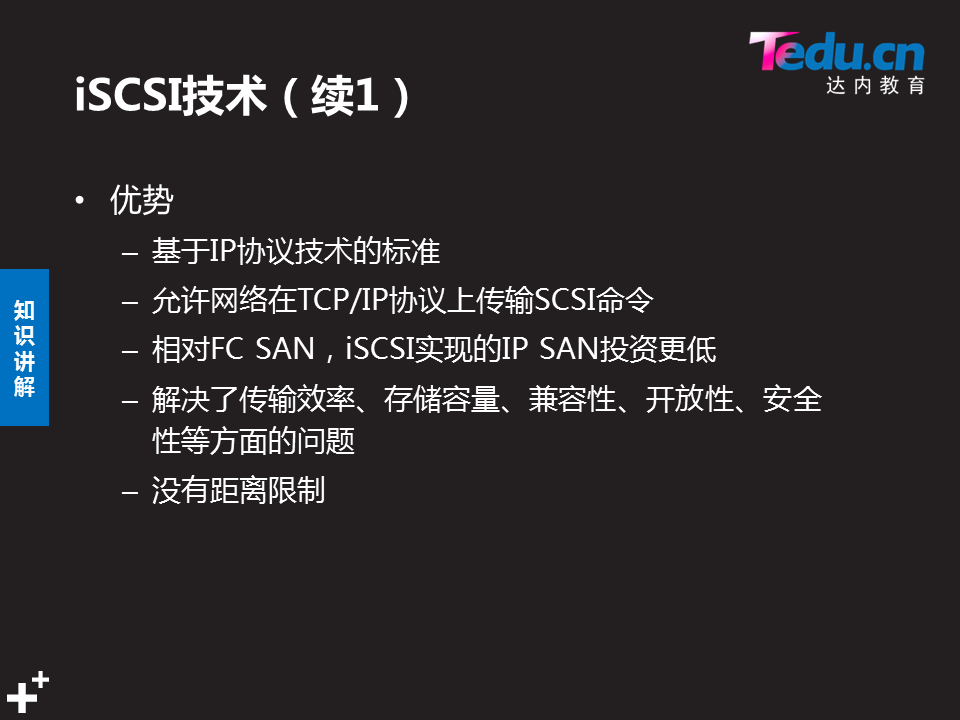 Tedu.cn
达内教育
iSCSI技术（续1）
• 优势
– 基于IP协议技术的标准
– 允许网络在TCP/IP协议上传输SCSI命令
– 相对FC SAN，iSCSI实现的IP SAN投资更低
– 解决了传输效率、存储容量、兼容性、开放性、安全
性等方面的问题
– 没有距离限制
知
识
讲
解